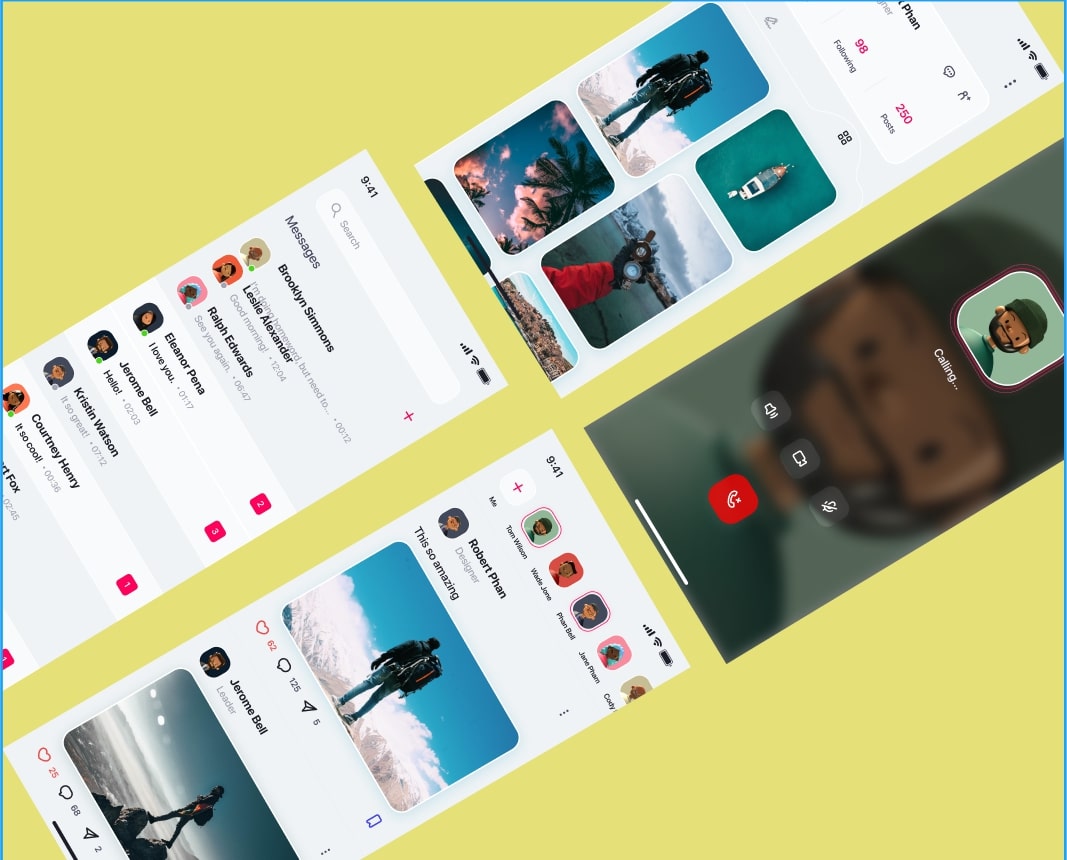 9:41
Messages
Search
Brooklyn Simmons
I'm doing homeword, but need to... • 00:12
Leslie Alexander
Good morning! • 12:04
2
Ralph Edwards
See you again. • 06:47
3
Eleanor Pena
I love you. • 01:17
Jerome Bell
Hello! • 02:03
Kristin Watson
It so great! • 07:12
1
Courtney Henry
It so cool! • 00:36
rt Fox
02:45
1
Phan
gner
98
Following
250
Posts
Calling...
9:41
Me
Tom Wilson
Wade Jone
Phan Bell
Jane Pham
Cody
Robert Phan
Designer
This so amazing
62
125
5
Jerome Bell
Leader
25
68
2